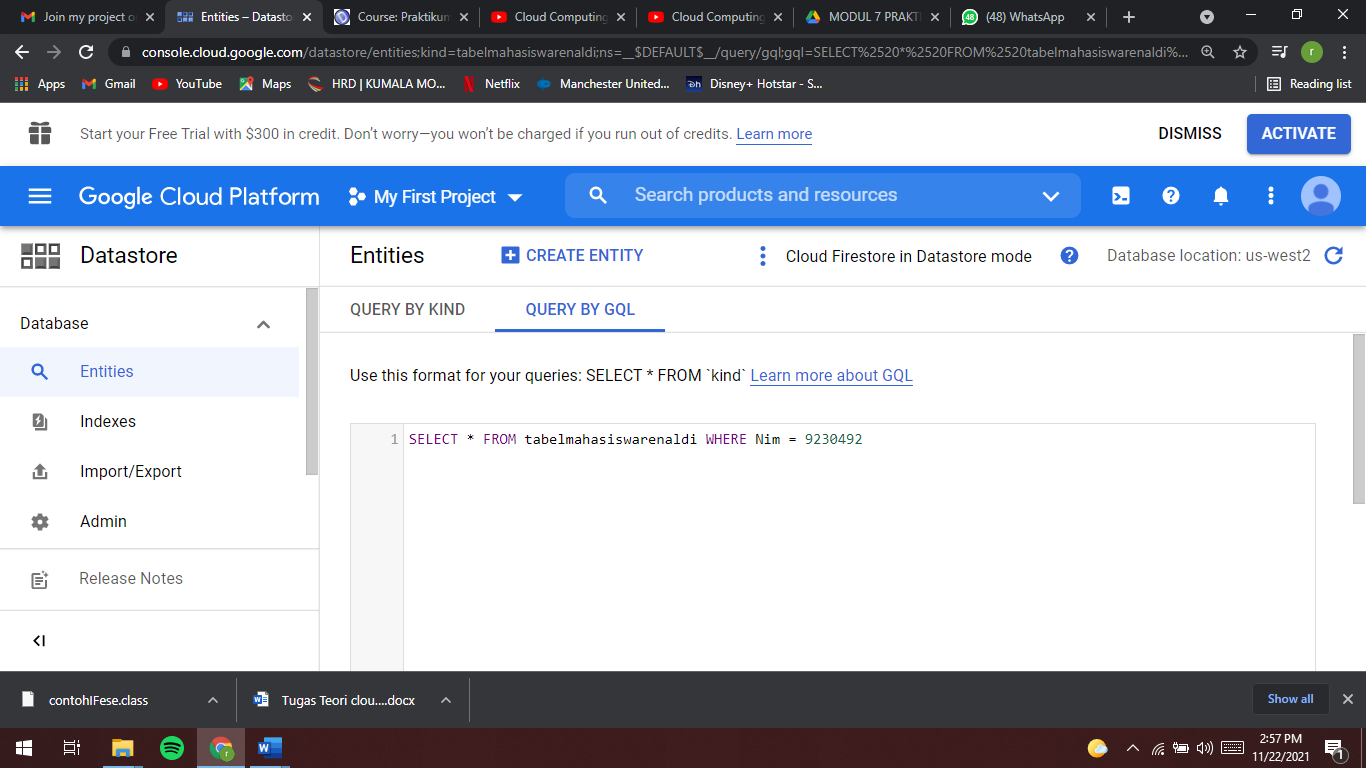 Join my project o
Entities – Datasto
Course: Praktikum
Cloud Computing
Cloud Computing
MODUL 7 PRAKT
(48) WhatsApp
console.cloud.google.com/datastore/entities;kind=tabelmahasiswarenaldi;ns=__$DEFAULT$__/query/gql;gql=SELECT%2520*%2520FROM%2520tabelmahasiswarenaldi%...
r
Apps
Gmail
YouTube
Maps
HRD | KUMALA MO...
Netflix
Manchester United...
Disney+ Hotstar - S...
Reading list
Start your Free Trial with $300 in credit. Don't worry—you won't be charged if you run out of credits. Learn more
DISMISS
ACTIVATE
Google Cloud Platform
My First Project
Search products and resources
Datastore
Entities
CREATE ENTITY
Cloud Firestore in Datastore mode
Database location: us-west2
Database
Entities
Indexes
Import/Export
Admin
Release Notes
QUERY BY KIND
QUERY BY GQL
Use this format for your queries: SELECT * FROM `kind` Learn more about GQL
1 SELECT * FROM tabelmahasiswarenaldi WHERE Nim = 9230492
contohIFese.class
Tugas Teori clou....docx
Show all
2:57 PM
11/22/2021
1